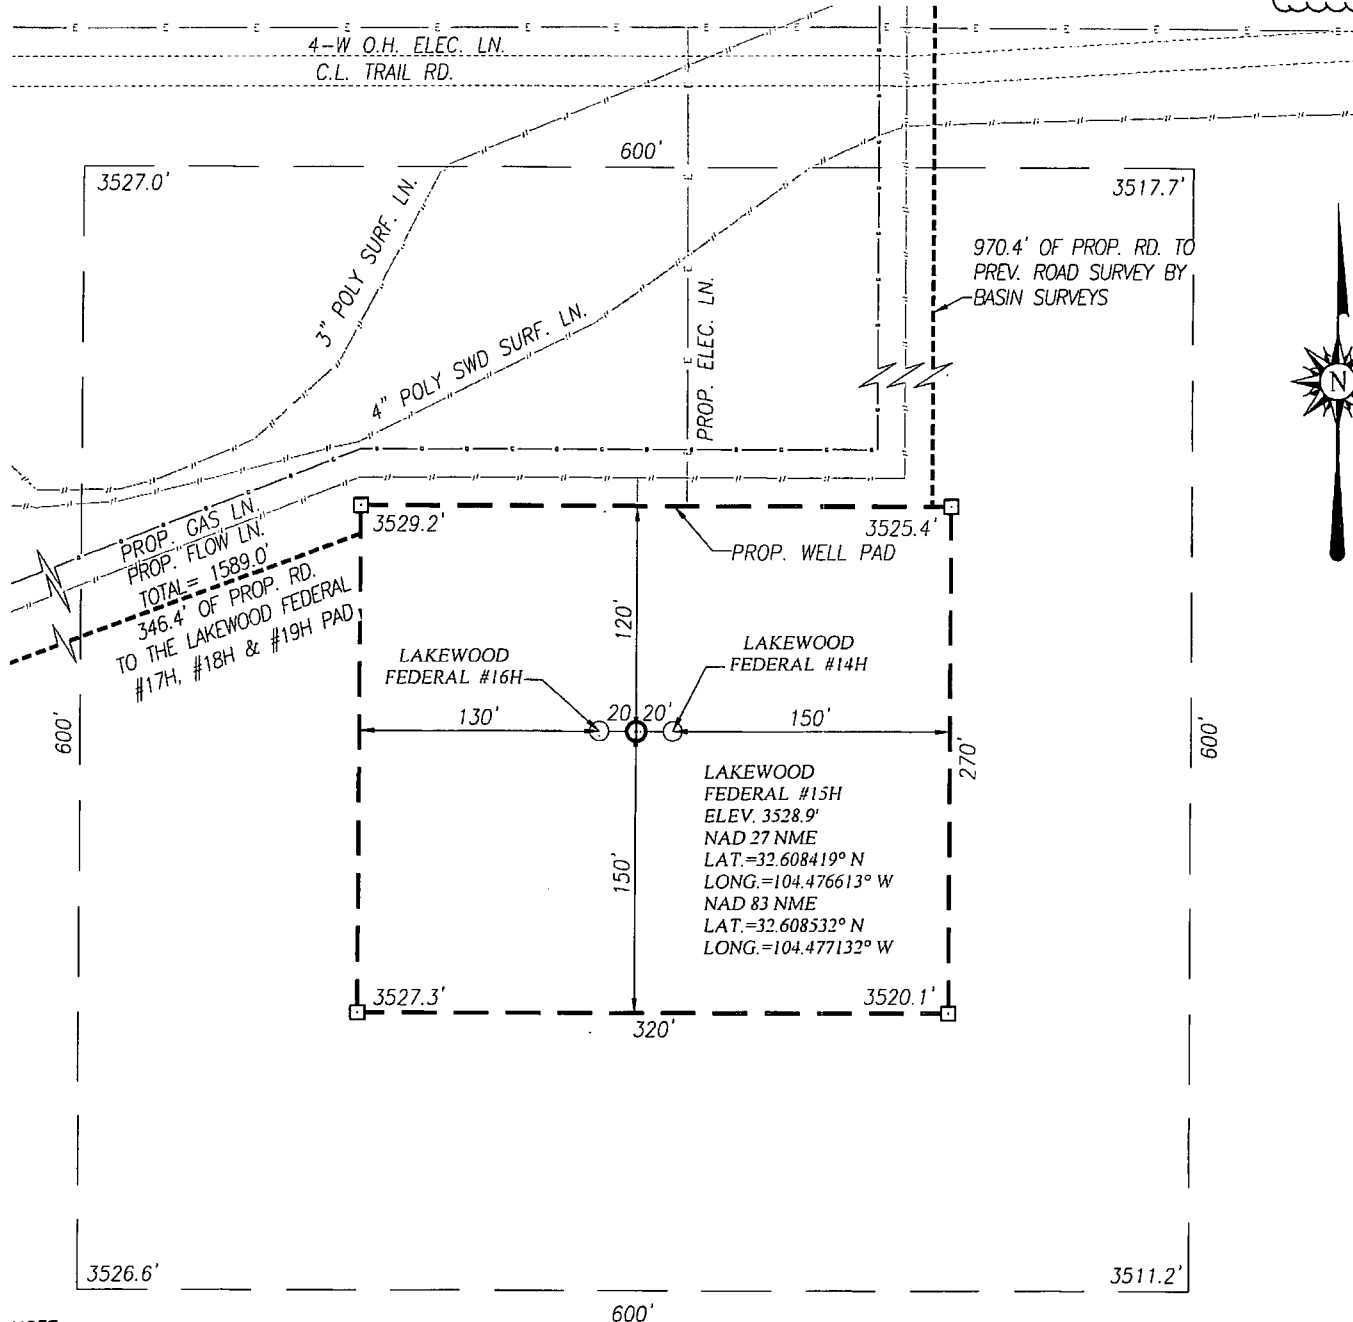 4-W O.H. ELEC. LN.
C.L. TRAIL RD.
600'
3527.0'
3517.7'
3" POLY SURF. LN.
4" POLY SWD SURF. LN.
PROP. ELEC. LN.
970.4' OF PROP. RD. TO
PREV. ROAD SURVEY BY
BASIN SURVEYS
N
PROP. GAS LN.
PROP. FLOW LN.
TOTAL= 1589.0'
346.4' OF PROP. RD.
TO THE LAKEWOOD FEDERAL
#17H, #18H & #19H PAD
3529.2'
3525.4'
PROP. WELL PAD
120'
LAKEWOOD
FEDERAL #16H
LAKEWOOD
FEDERAL #14H
130'
20'
20'
150'
600'
270'
600'
LAKEWOOD
FEDERAL #15H
ELEV. 3528.9'
NAD 27 NME
LAT.=32.608419° N
LONG.=104.476613° W
NAD 83 NME
LAT.=32.608532° N
LONG.=104.477132° W
150'
3527.3'
3520.1'
320'
3526.6'
3511.2'
600'